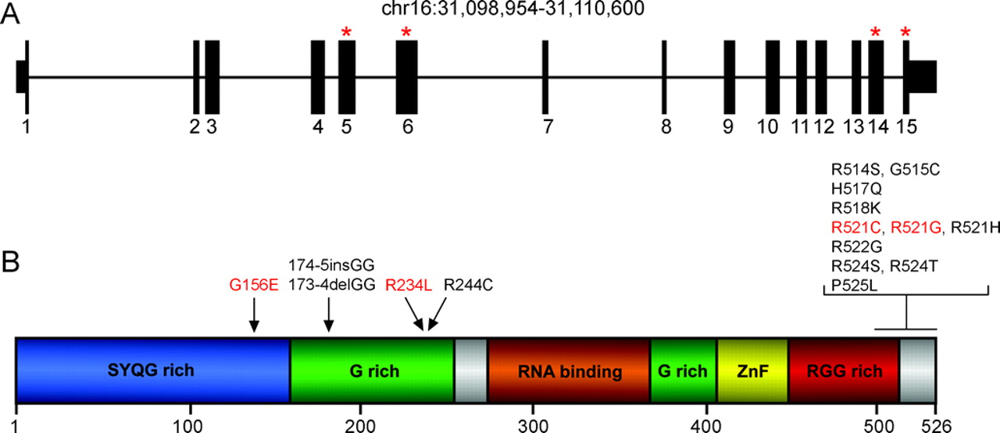 A
chr16:31,098,954-31,110,600
* * * *
1 2 3 4 5 6 7 8 9 10 11 12 13 14 15
R514S, G515C
H517Q
R518K
R521C, R521G, R521H
R522G
R524S, R524T
P525L
B
174-5insGG
G156E 173-4delGG R234L R244C
SYQG rich G rich RNA binding G rich ZnF RGG rich
1 100 200 300 400 500 526